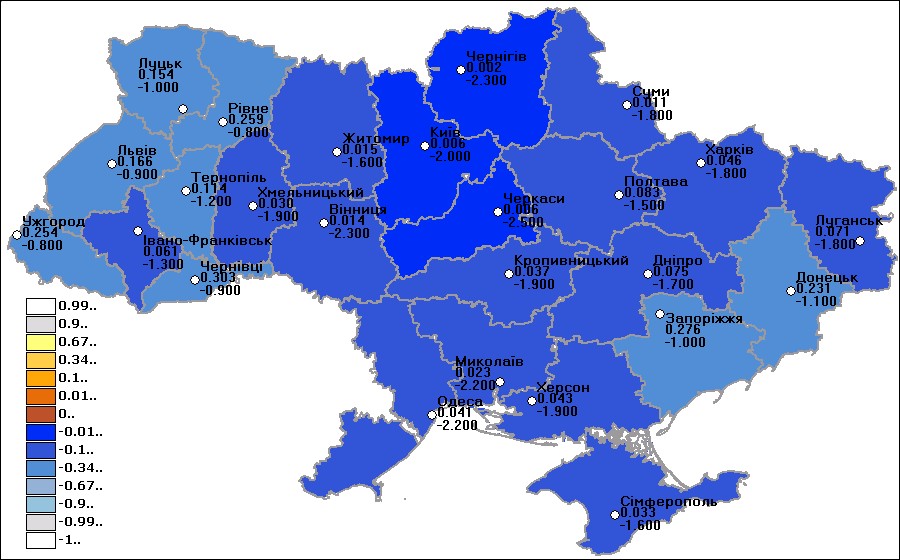 Чернігів
0.002
-2.300
Луцьк
0.154
-1.000
Суми
0.011
-1.800
Рівне
0.259
-0.800
Житомир
0.015
-1.600
Київ
0.006
-2.000
Харків
0.046
-1.800
Львів
0.166
-0.900
Тернопіль
0.114
-1.200
Хмельницький
0.030
-1.900
Вінниця
0.014
-2.300
Черкаси
0.006
-2.500
Полтава
0.083
-1.500
Ужгород
0.254
-0.800
Івано-Франківськ
0.061
-1.300
Луганськ
0.071
-1.800
Чернівці
0.303
-0.900
Кропивницький
0.037
-1.900
Дніпро
0.075
-1.700
Донецьк
0.231
-1.100
Запоріжжя
0.276
-1.000
Миколаїв
0.023
-2.200
Херсон
0.043
-1.900
Одеса
0.041
-2.200
Сімферополь
0.033
-1.600
0.99..
0.9..
0.67..
0.34..
0.1..
0.01..
0..
-0.01..
-0.1..
-0.34..
-0.67..
-0.9..
-0.99..
-1..